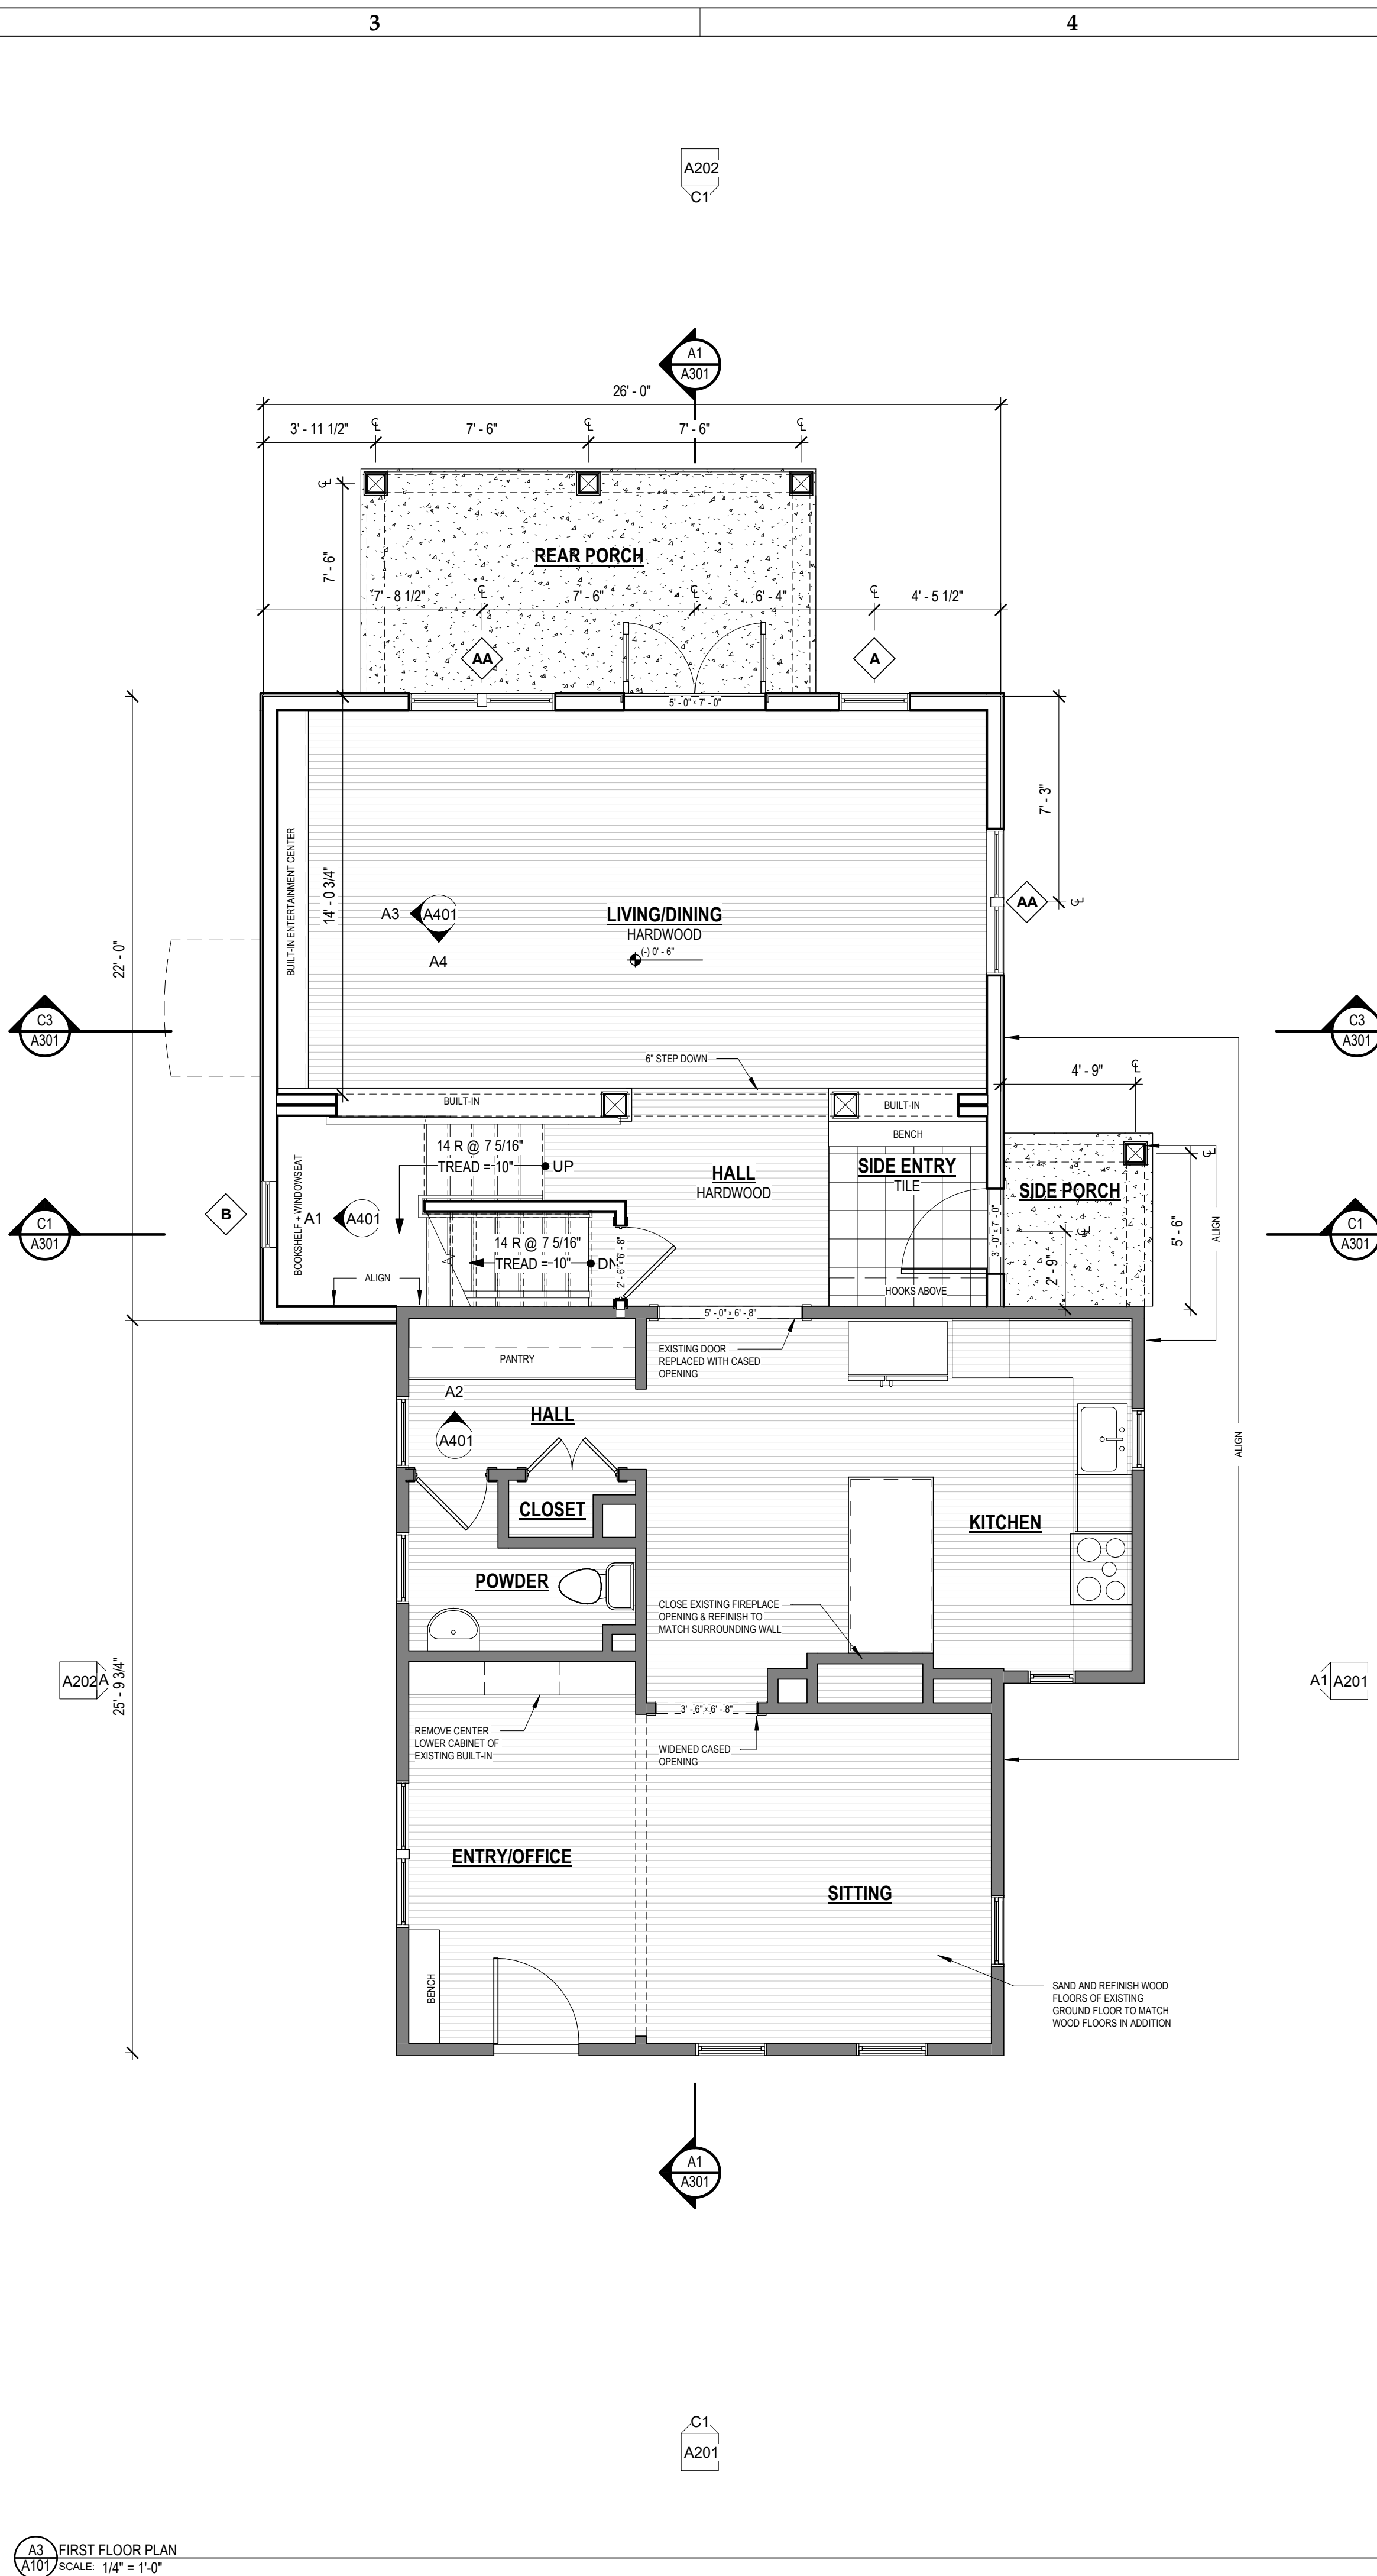 3
4
A202
C1
A1
A301
26' - 0"
3' - 11 1/2"
℄
7' - 6"
℄
7' - 6"
℄
℄
7' - 6"
REAR PORCH
7' - 8 1/2"
℄
7' - 6"
℄
6' - 4"
℄
4' - 5 1/2"
AA
A
5' - 0" x 7' - 0"
7' - 3"
BUILT-IN ENTERTAINMENT CENTER
14' - 0 3/4"
A3
A401
A4
LIVING/DINING
HARDWOOD
(-) 0' - 6"
AA
℄
22' - 0"
C3
A301
C3
A301
6" STEP DOWN
4' - 9"
℄
BUILT-IN
BUILT-IN
BENCH
14 R @ 7 5/16"
TREAD = 10"
UP
HALL
HARDWOOD
SIDE ENTRY
TILE
SIDE PORCH
℄
B
BOOKSHELF + WINDOWSEAT
A1
A401
C1
A301
C1
A301
14 R @ 7 5/16"
TREAD = 10"
DN
2' - 6" x 6' - 8"
3' - 0" x 7' - 0"
2' - 9"
℄
5' - 6"
ALIGN
ALIGN
HOOKS ABOVE
5' - 0" x 6' - 8"
PANTRY
EXISTING DOOR
REPLACED WITH CASED
OPENING
A2
A401
HALL
ALIGN
CLOSET
KITCHEN
POWDER
CLOSE EXISTING FIREPLACE
OPENING & REFINISH TO
MATCH SURROUNDING WALL
A202
A
25' - 9 3/4"
A1
A201
3' - 6" x 6' - 8"
REMOVE CENTER
LOWER CABINET OF
EXISTING BUILT-IN
WIDENED CASED
OPENING
ENTRY/OFFICE
SITTING
BENCH
SAND AND REFINISH WOOD
FLOORS OF EXISTING
GROUND FLOOR TO MATCH
WOOD FLOORS IN ADDITION
A1
A301
C1
A201
A3
A101
FIRST FLOOR PLAN
SCALE: 1/4" = 1'-0"